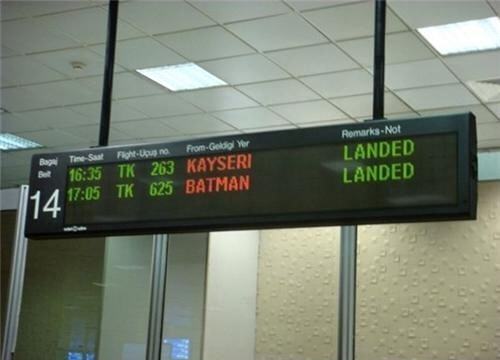 Bagaj Time-Saat Flight-Uçuş no. From-Geldigi Yer Remarks-Not
Belt
14
16:35 TK 263 KAYSERI LANDED
17:05 TK 625 BATMAN LANDED